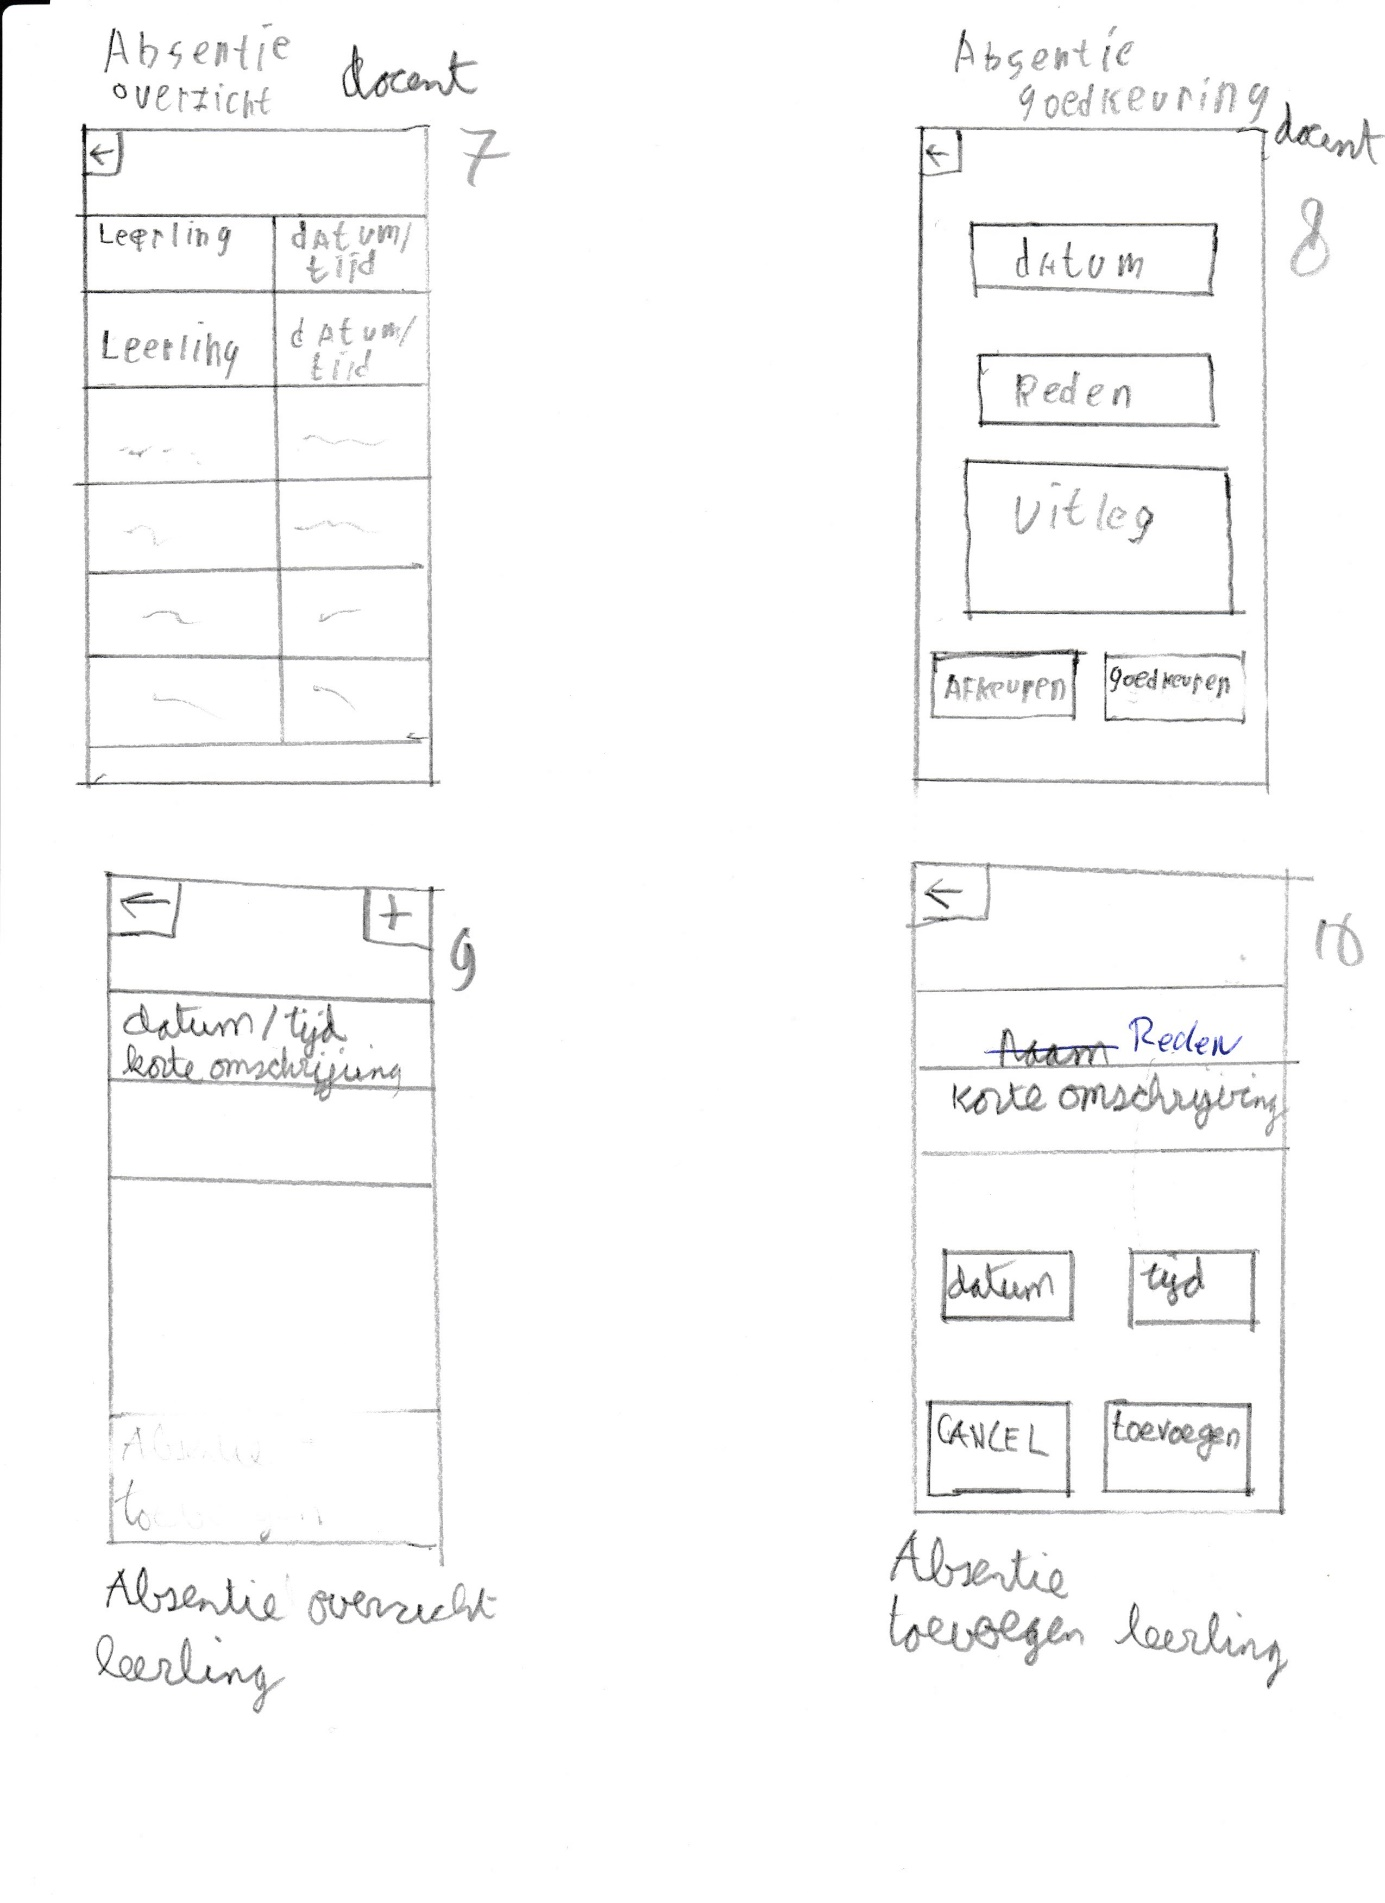 Absentie
overzicht docent
7
←
Leerling datum/
tijd
Leerling datum/
tijd
Absentie
goedkeuring
docent
8
←
datum
Reden
Uitleg
Afkeuren goedkeuren
9
← +
datum/tijd
korte omschrijving
Absentie
toevoegen
Absentie overzicht
leerling
10
←
Naam Reden
korte omschrijving
datum tijd
CANCEL toevoegen
Absentie
toevoegen leerling